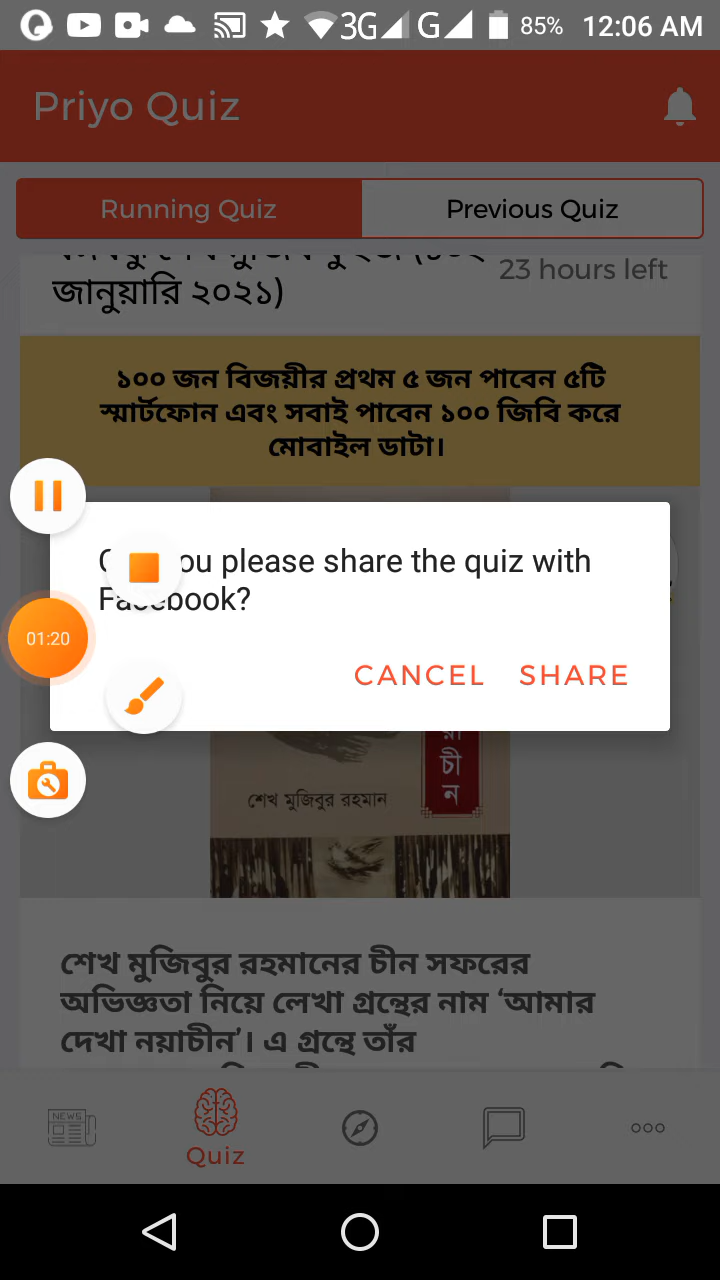 3G G 85% 12:06 AM
Priyo Quiz
Running Quiz Previous Quiz
23 hours left
জানুয়ারি ২০২১)
১০০ জন বিজয়ীর প্রথম ৫ জন পাবেন ৫টি
স্মার্টফোন এবং সবাই পাবেন ১০০ জিবি করে
মোবাইল ডাটা।
ou please share the quiz with
Facebook?
01:20
CANCEL SHARE
চী
ন
শেখ মুজিবুর রহমান
শেখ মুজিবুর রহমানের চীন সফরের
অভিজ্ঞতা নিয়ে লেখা গ্রন্থের নাম ‘আমার
দেখা নয়াচীন’। এ গ্রন্থে তাঁর
NEWS
Quiz